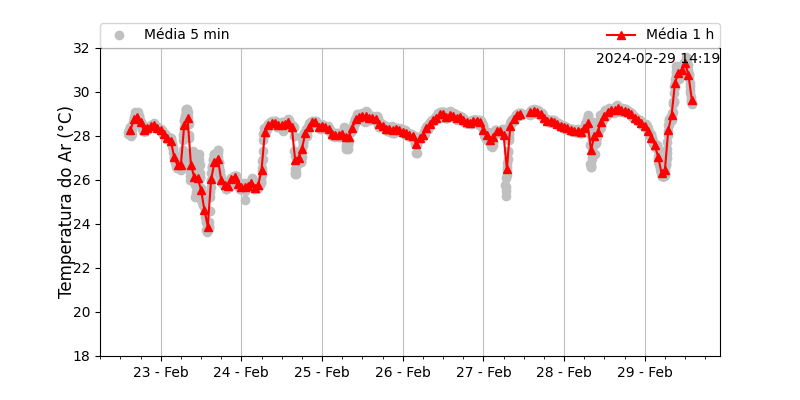 Média 5 min
Média 1 h
2024-02-29 14:19
Temperatura do Ar (°C)
32
30
28
26
24
22
20
18
23 - Feb
24 - Feb
25 - Feb
26 - Feb
27 - Feb
28 - Feb
29 - Feb